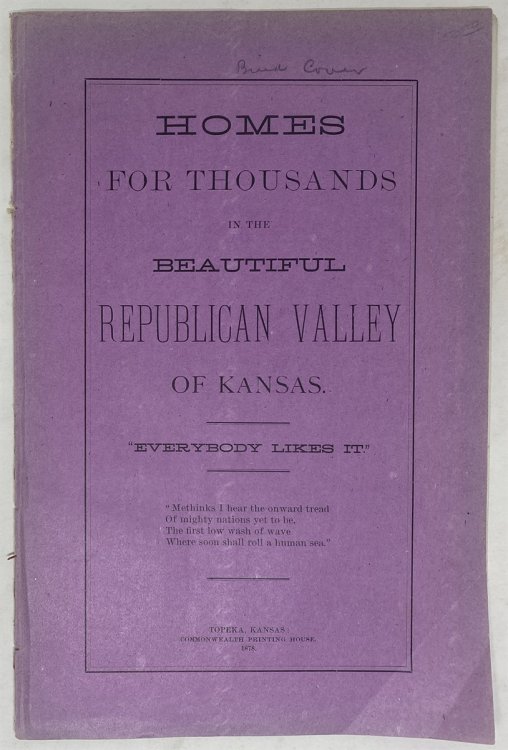 Bind Cover
HOMES
FOR THOUSANDS
IN THE
BEAUTIFUL
REPUBLICAN VALLEY
OF KANSAS.
"EVERYBODY LIKES IT."
"Methinks I hear the onward tread
Of mighty nations yet to be,
The first low wash of wave
Where soon shall roll a human sea."
TOPEKA, KANSAS:
COMMONWEALTH PRINTING HOUSE.
1878.